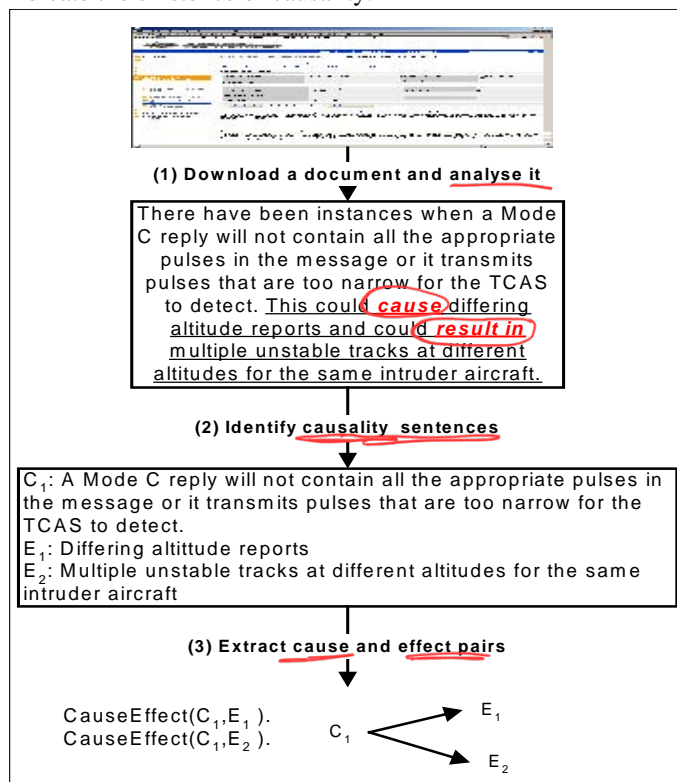 (1) Download a document and analyse it
There have been instances when a Mode
C reply will not contain all the appropriate
pulses in the message or it transmits
pulses that are too narrow for the TCAS
to detect. This could cause differing
altitude reports and could result in
multiple unstable tracks at different
altitudes for the same intruder aircraft.
(2) Identify causality sentences
C1: A Mode C reply will not contain all the appropriate pulses in
the message or it transmits pulses that are too narrow for the
TCAS to detect.
E1: Differing altittude reports
E2: Multiple unstable tracks at different altitudes for the same
intruder aircraft
(3) Extract cause and effect pairs
CauseEffect(C1,E1).
CauseEffect(C1,E2).
C1
E1
E2